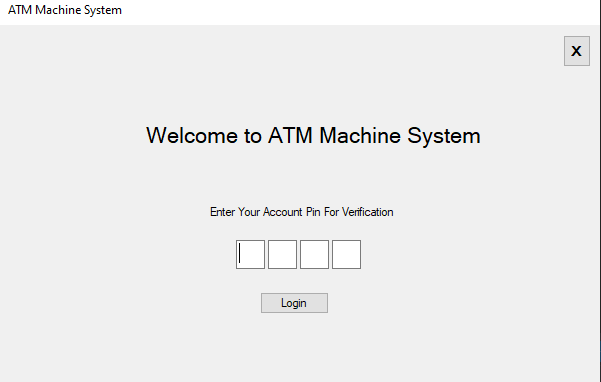 ATM Machine System
X
Welcome to ATM Machine System
Enter Your Account Pin For Verification
Login